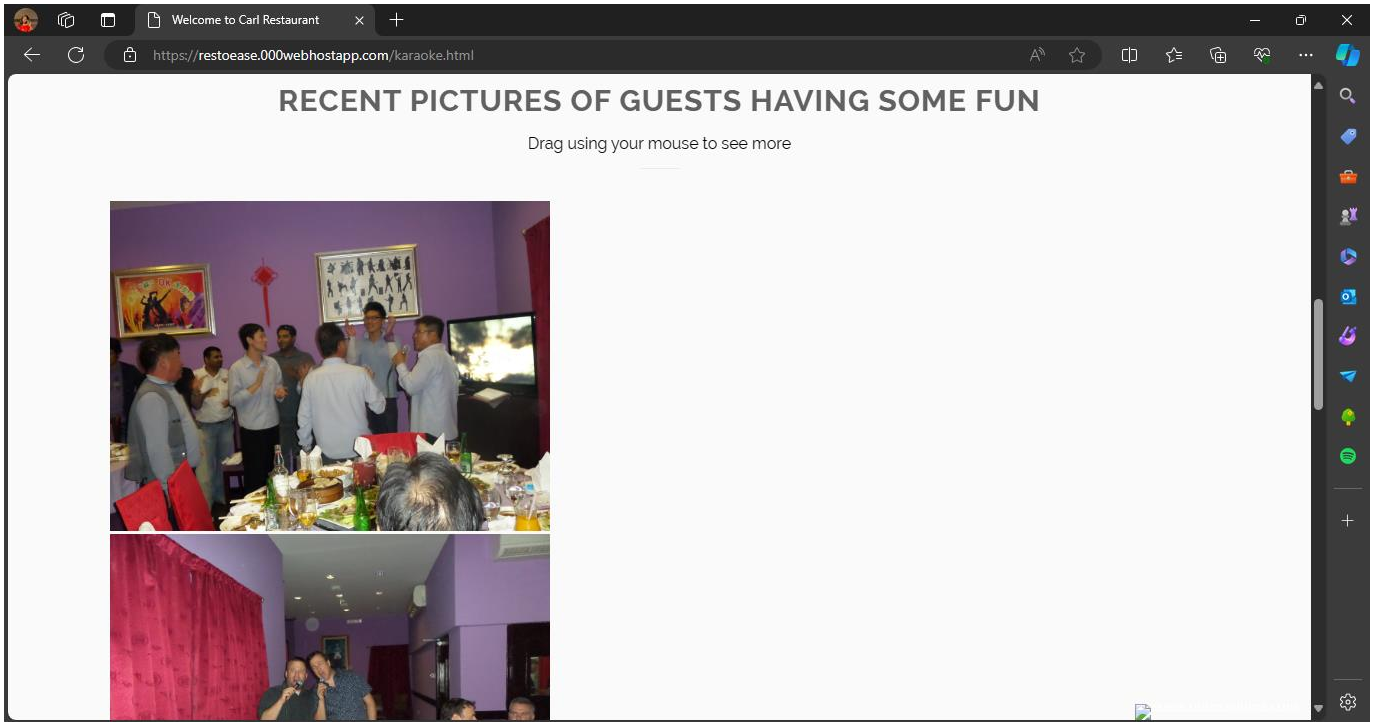 Welcome to Carl Restaurant
https://restoease.000webhostapp.com/karaoke.html
RECENT PICTURES OF GUESTS HAVING SOME FUN
Drag using your mouse to see more